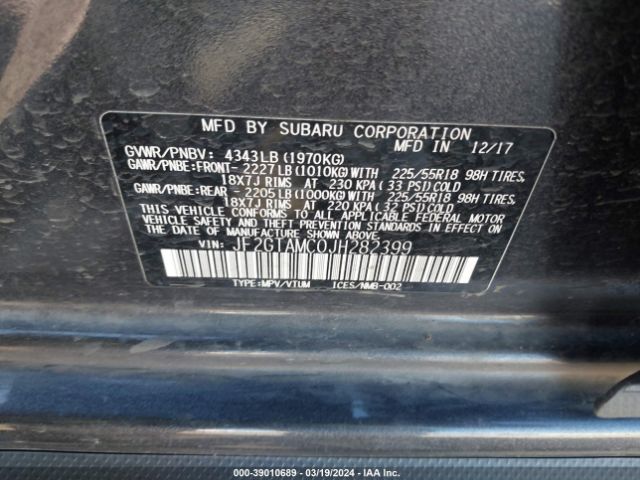 MFD BY SUBARU CORPORATION MFD IN 12/17
GVWR/PNBV: 4343LB (1970KG)
GAWR/PNBE: FRONT- 2227LB (1010KG) WITH 225/55R18 98H TIRES,
18X7J RIMS AT 230 KPA (33 PSI) COLD
GAWR/PNBE: REAR - 2205LB (1000KG) WITH 225/55R18 98H TIRES,
18X7J RIMS AT 220 KPA (32 PSI) COLD
THIS VEHICLE CONFORMS TO ALL APPLICABLE FEDERAL MOTOR
VEHICLE SAFETY AND THEFT PREVENTION STANDARDS IN EFFECT ON
THE DATE OF MANUFACTURE SHOWN ABOVE.
VIN: JF2GTAMC0JH282399
TYPE:MPV/VTUM ICES/NMB-002
000-39010689 - 03/19/2024 - IAAI.COM